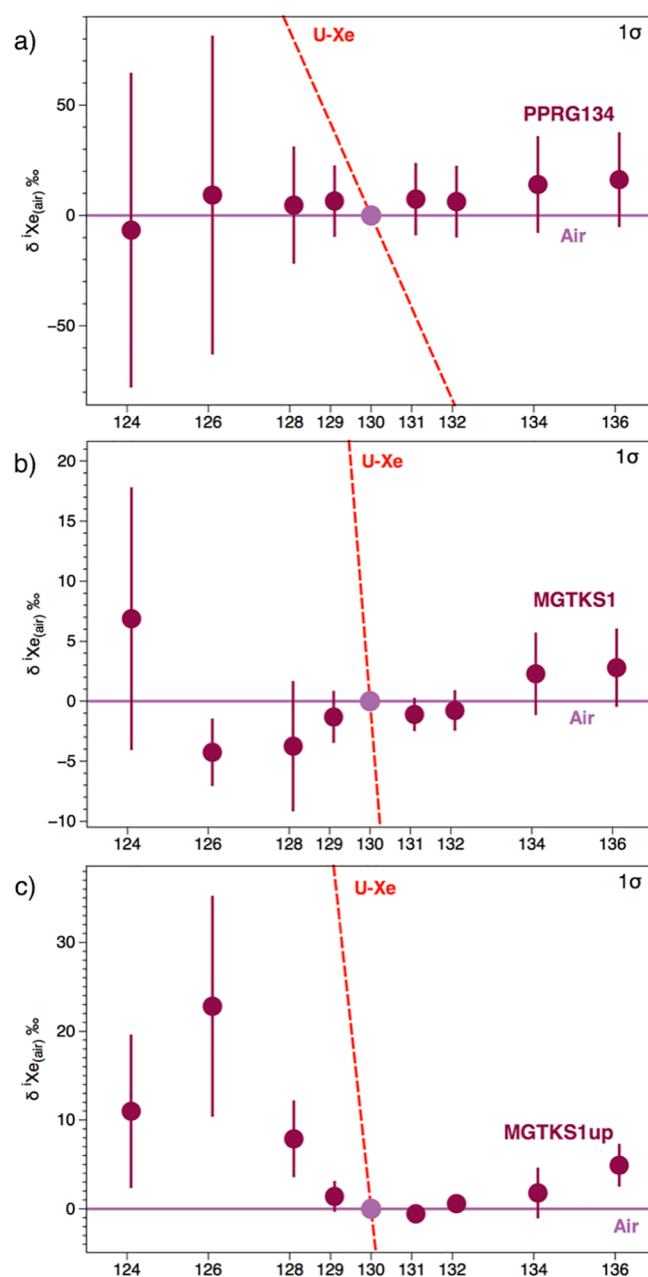 a)
U-Xe
1σ
PPRG134
Air
50
0
−50
δ ⁱXe(air) ‰
124 126 128 129 130 131 132 134 136
b)
U-Xe
1σ
MGTKS1
Air
20
15
10
5
0
−5
−10
δ ⁱXe(air) ‰
124 126 128 129 130 131 132 134 136
c)
U-Xe
1σ
MGTKS1up
Air
30
20
10
0
δ ⁱXe(air) ‰
124 126 128 129 130 131 132 134 136